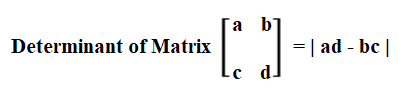 Determinant of Matrix [a b
c d] = | ad - bc |